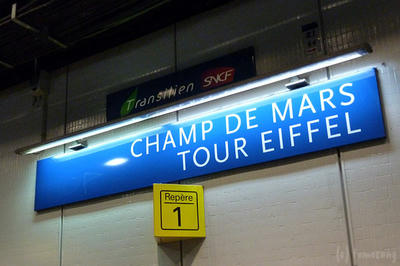 Transilien SNCF
CHAMP DE MARS
TOUR EIFFEL
Repère
1